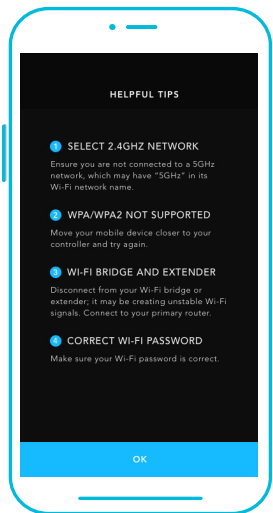 HELPFUL TIPS
1 SELECT 2.4GHZ NETWORK
Ensure you are not connected to a 5GHz
network, which may have “5GHz” in its
Wi-Fi network name.
2 WPA/WPA2 NOT SUPPORTED
Move your mobile device closer to your
controller and try again.
3 WI-FI BRIDGE AND EXTENDER
Disconnect from your Wi-Fi bridge or
extender; it may be creating unstable Wi-Fi
signals. Connect to your primary router.
4 CORRECT WI-FI PASSWORD
Make sure your Wi-Fi password is correct.
OK